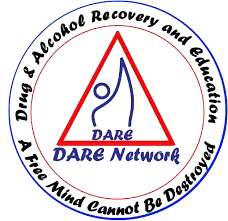 Drug & Alcohol Recovery and Education
DARE
DARE Network
A Free Mind Cannot Be Destroyed